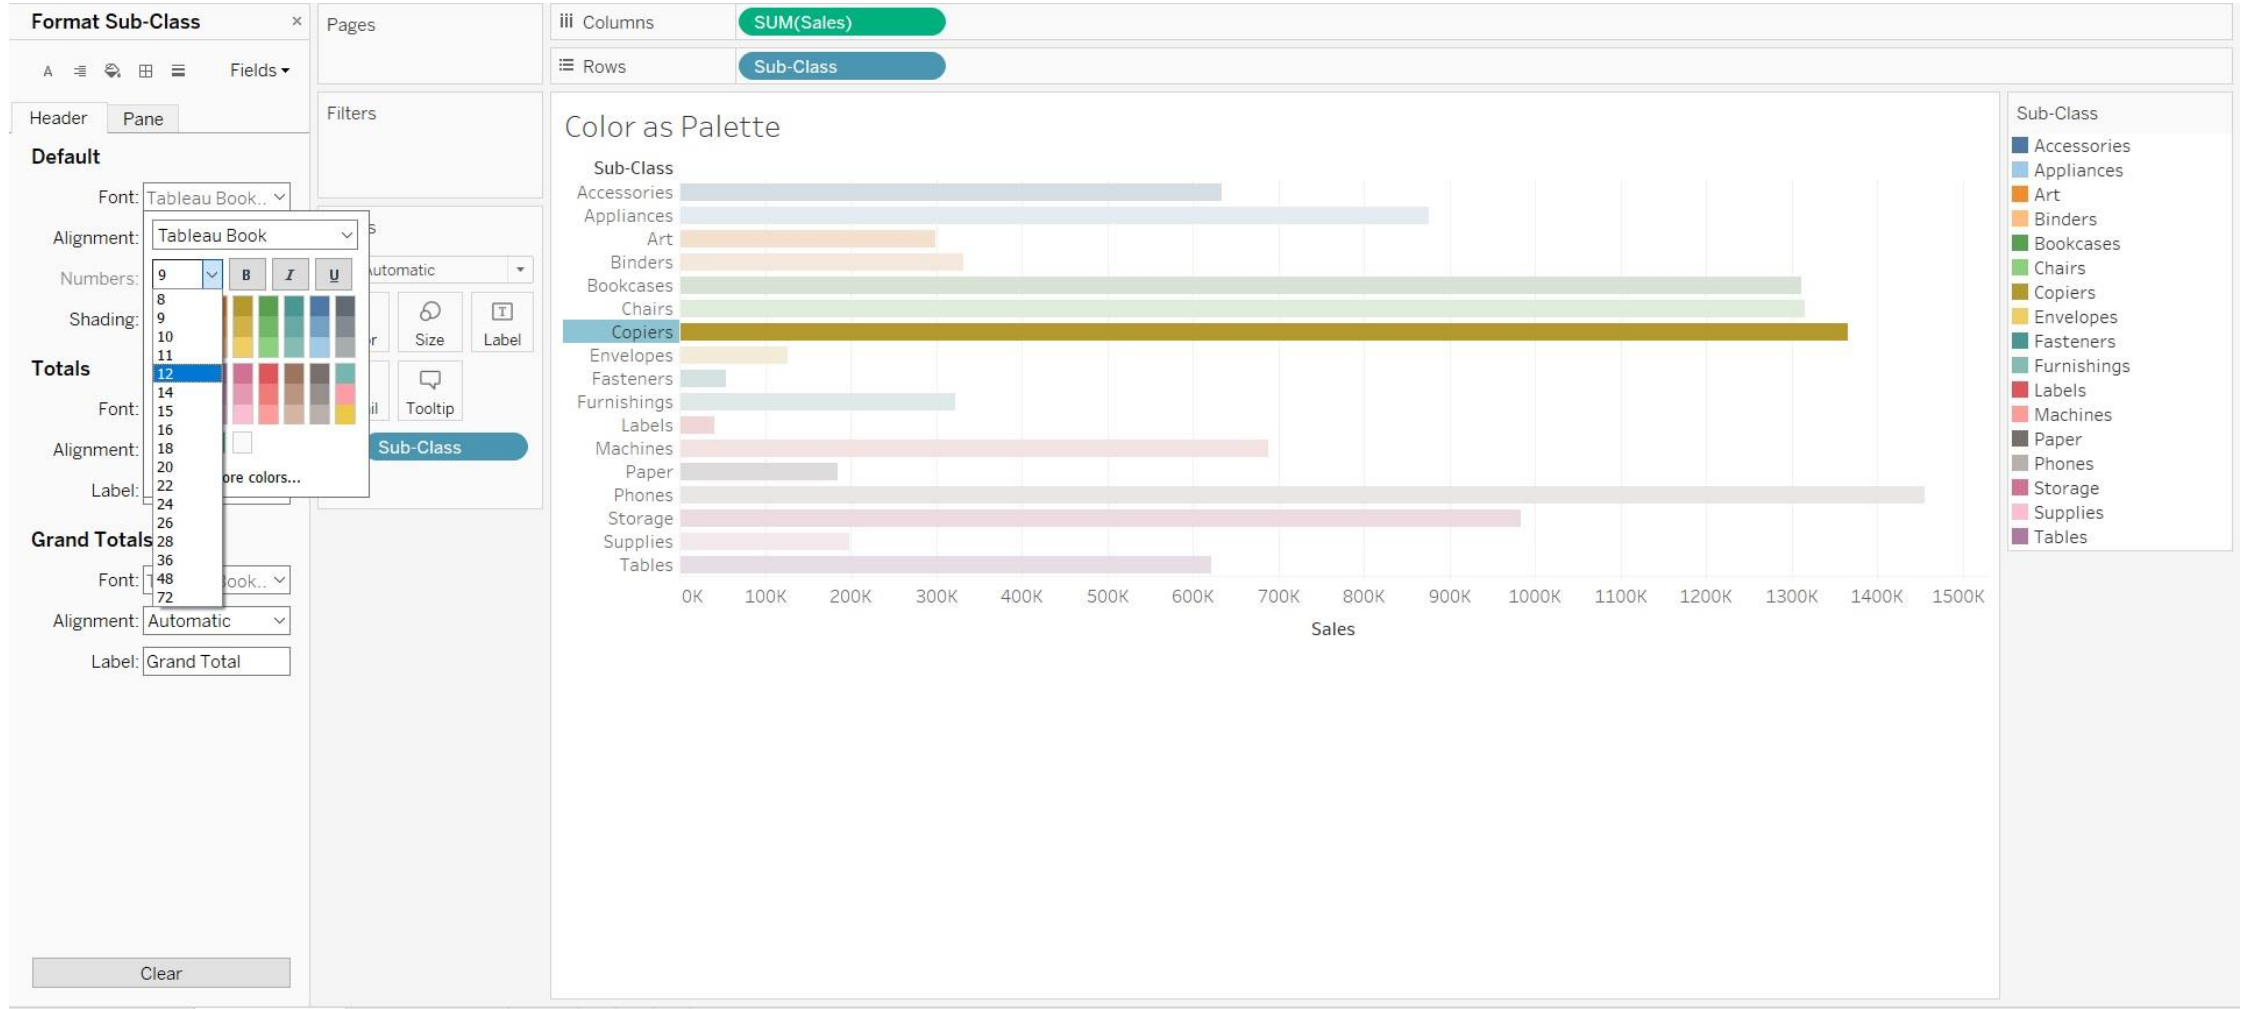 Format Sub-Class ×
A Fields
Header Pane
Default
Font: Tableau Book..
Alignment:
Numbers:
Shading:
Tableau Book
9 B I U
8
9
10
11
12
14
15
16
18
20
22
24
26
28
36
48
72
ore colors...
Totals
Font:
Alignment:
Label:
Grand Totals
Font: T Book..
Alignment: Automatic
Label: Grand Total
Clear
Pages
Filters
s
utomatic
r Size Label
T
il Tooltip
Sub-Class
iii Columns SUM(Sales)
Rows Sub-Class
Color as Palette
Sub-Class
Accessories
Appliances
Art
Binders
Bookcases
Chairs
Copiers
Envelopes
Fasteners
Furnishings
Labels
Machines
Paper
Phones
Storage
Supplies
Tables
0K 100K 200K 300K 400K 500K 600K 700K 800K 900K 1000K 1100K 1200K 1300K 1400K 1500K
Sales
Sub-Class
Accessories
Appliances
Art
Binders
Bookcases
Chairs
Copiers
Envelopes
Fasteners
Furnishings
Labels
Machines
Paper
Phones
Storage
Supplies
Tables